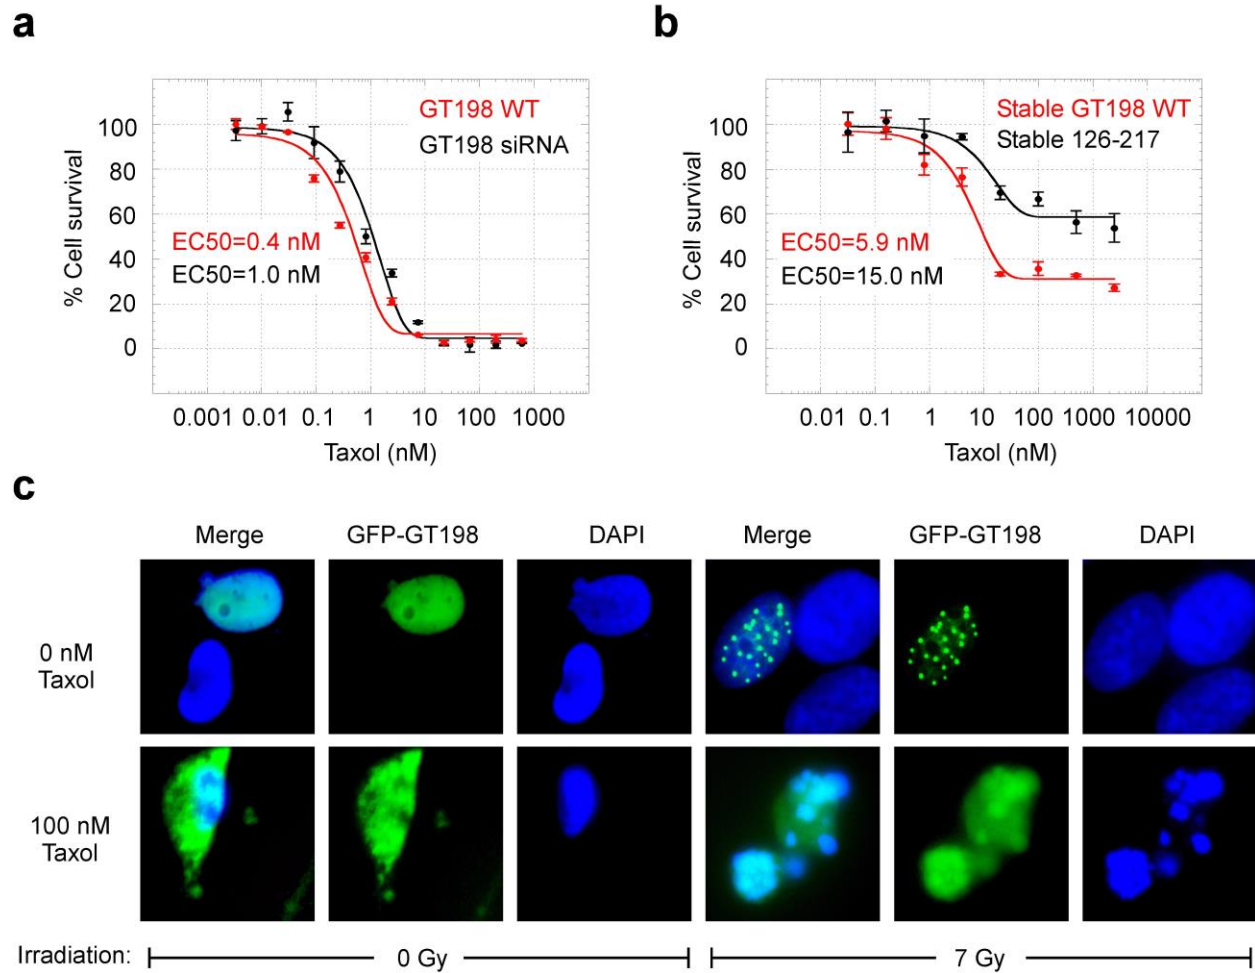 a
GT198 WT
GT198 siRNA
100
80
60
40
20
0
EC50=0.4 nM
EC50=1.0 nM
% Cell survival
0.001 0.01 0.1 1 10 100 1000
Taxol (nM)
b
Stable GT198 WT
Stable 126-217
100
80
60
40
20
0
EC50=5.9 nM
EC50=15.0 nM
% Cell survival
0.01 0.1 1 10 100 1000 10000
Taxol (nM)
c
Merge GFP-GT198 DAPI Merge GFP-GT198 DAPI
0 nM
Taxol
100 nM
Taxol
Irradiation: 0 Gy 7 Gy